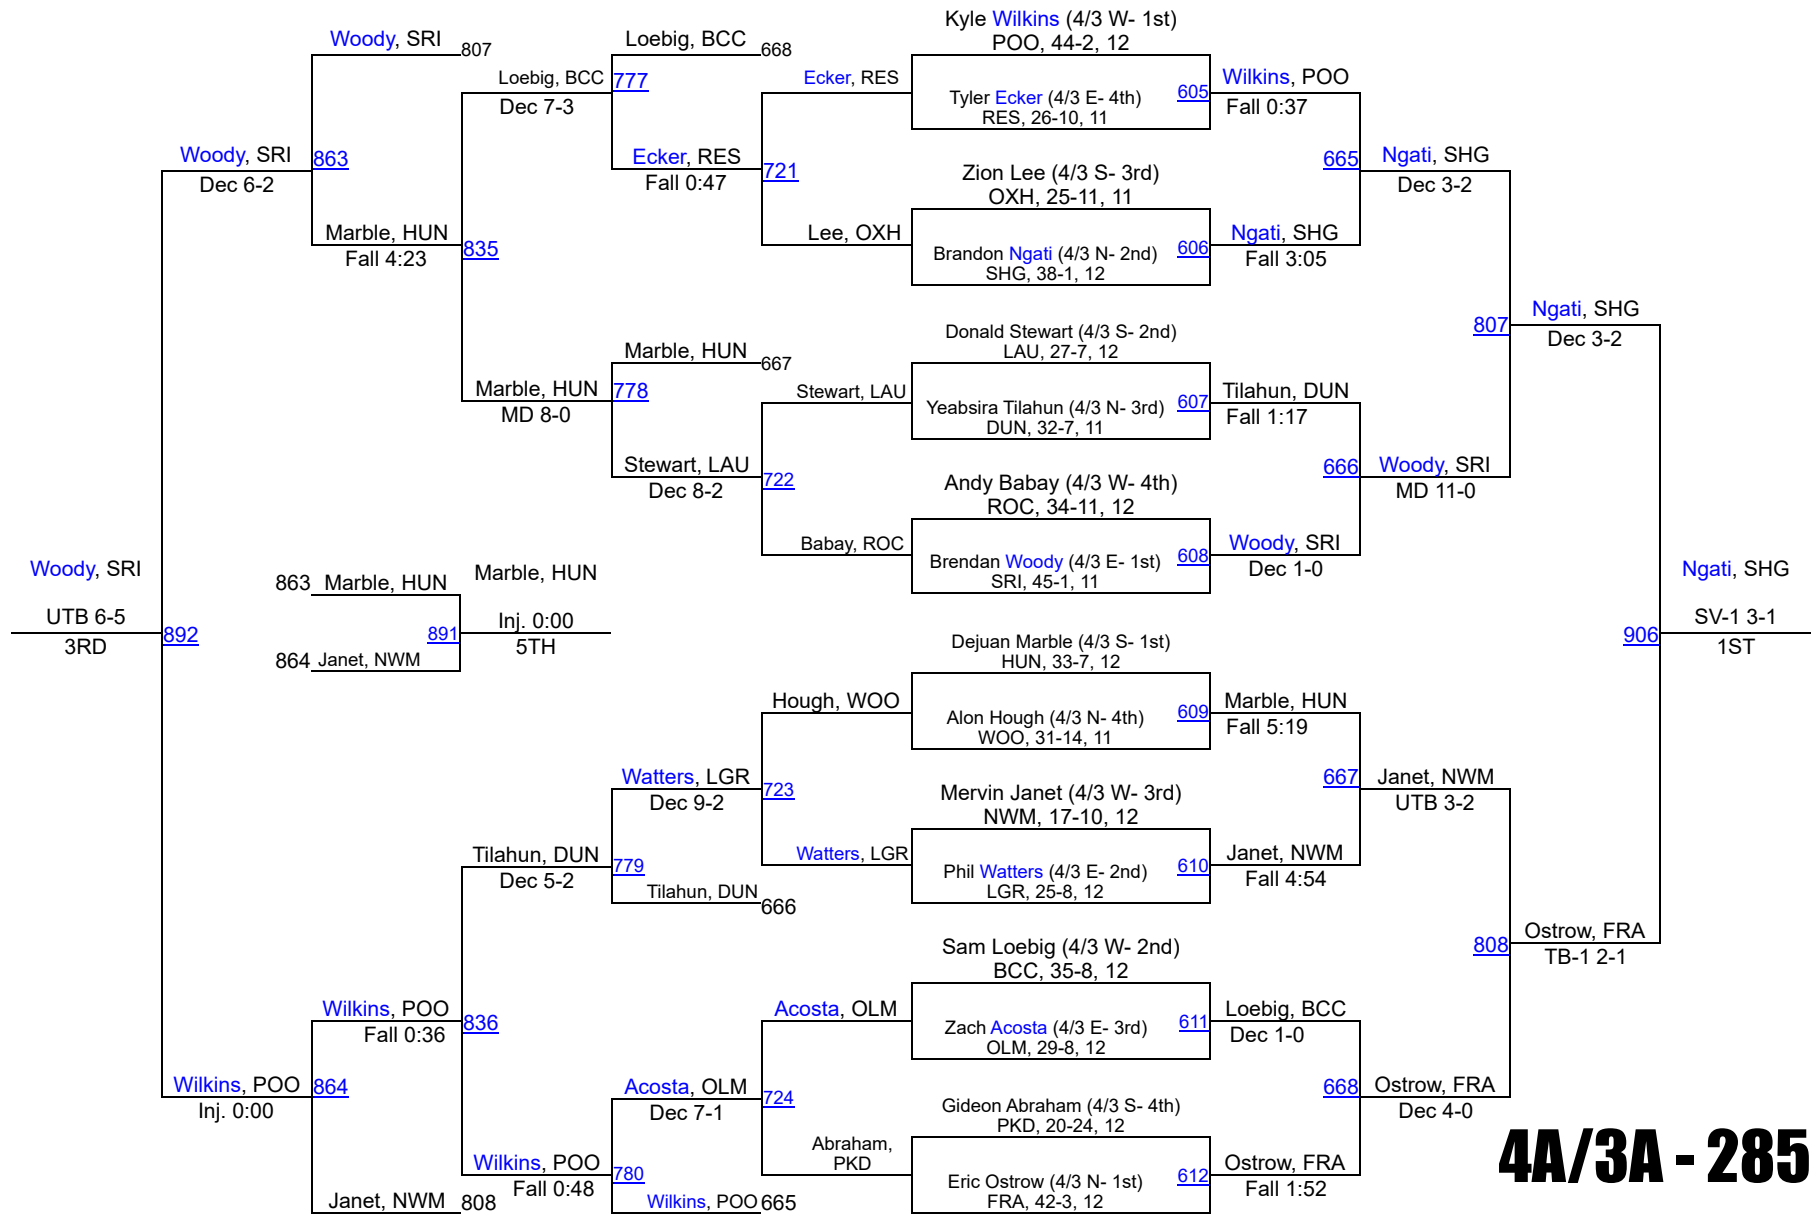 Kyle Wilkins (4/3 W- 1st)
POO, 44-2, 12
Woody, SRI
807
Loebig, BCC
668
Loebig, BCC
777
Dec 7-3
Ecker, RES
Tyler Ecker (4/3 E- 4th)
RES, 26-10, 11
605
Wilkins, POO
Fall 0:37
Woody, SRI
863
Dec 6-2
Ecker, RES
Fall 0:47
721
Zion Lee (4/3 S- 3rd)
OXH, 25-11, 11
665
Ngati, SHG
Dec 3-2
Marble, HUN
Fall 4:23
835
Lee, OXH
Brandon Ngati (4/3 N- 2nd)
SHG, 38-1, 12
606
Ngati, SHG
Fall 3:05
Donald Stewart (4/3 S- 2nd)
LAU, 27-7, 12
807
Ngati, SHG
Dec 3-2
Marble, HUN
667
Marble, HUN
778
MD 8-0
Stewart, LAU
Yeabsira Tilahun (4/3 N- 3rd)
DUN, 32-7, 11
607
Tilahun, DUN
Fall 1:17
Stewart, LAU
Dec 8-2
722
Andy Babay (4/3 W- 4th)
ROC, 34-11, 12
666
Woody, SRI
MD 11-0
Babay, ROC
Brendan Woody (4/3 E- 1st)
SRI, 45-1, 11
608
Woody, SRI
Dec 1-0
Woody, SRI
UTB 6-5
3RD
892
863
Marble, HUN
Marble, HUN
891
Inj. 0:00
5TH
864
Janet, NWM
Ngati, SHG
906
SV-1 3-1
1ST
Dejuan Marble (4/3 S- 1st)
HUN, 33-7, 12
Hough, WOO
Alon Hough (4/3 N- 4th)
WOO, 31-14, 11
609
Marble, HUN
Fall 5:19
Watters, LGR
Dec 9-2
723
Mervin Janet (4/3 W- 3rd)
NWM, 17-10, 12
667
Janet, NWM
UTB 3-2
Tilahun, DUN
Dec 5-2
779
Watters, LGR
Phil Watters (4/3 E- 2nd)
LGR, 25-8, 12
610
Janet, NWM
Fall 4:54
Tilahun, DUN
666
Sam Loebig (4/3 W- 2nd)
BCC, 35-8, 12
808
Ostrow, FRA
TB-1 2-1
Wilkins, POO
Fall 0:36
836
Acosta, OLM
Zach Acosta (4/3 E- 3rd)
OLM, 29-8, 12
611
Loebig, BCC
Dec 1-0
Wilkins, POO
Inj. 0:00
864
Acosta, OLM
Dec 7-1
724
Gideon Abraham (4/3 S- 4th)
PKD, 20-24, 12
668
Ostrow, FRA
Dec 4-0
Abraham,
PKD
Wilkins, POO
Fall 0:48
780
Eric Ostrow (4/3 N- 1st)
FRA, 42-3, 12
612
Ostrow, FRA
Fall 1:52
Janet, NWM
808
Wilkins, POO
665
4A/3A - 285